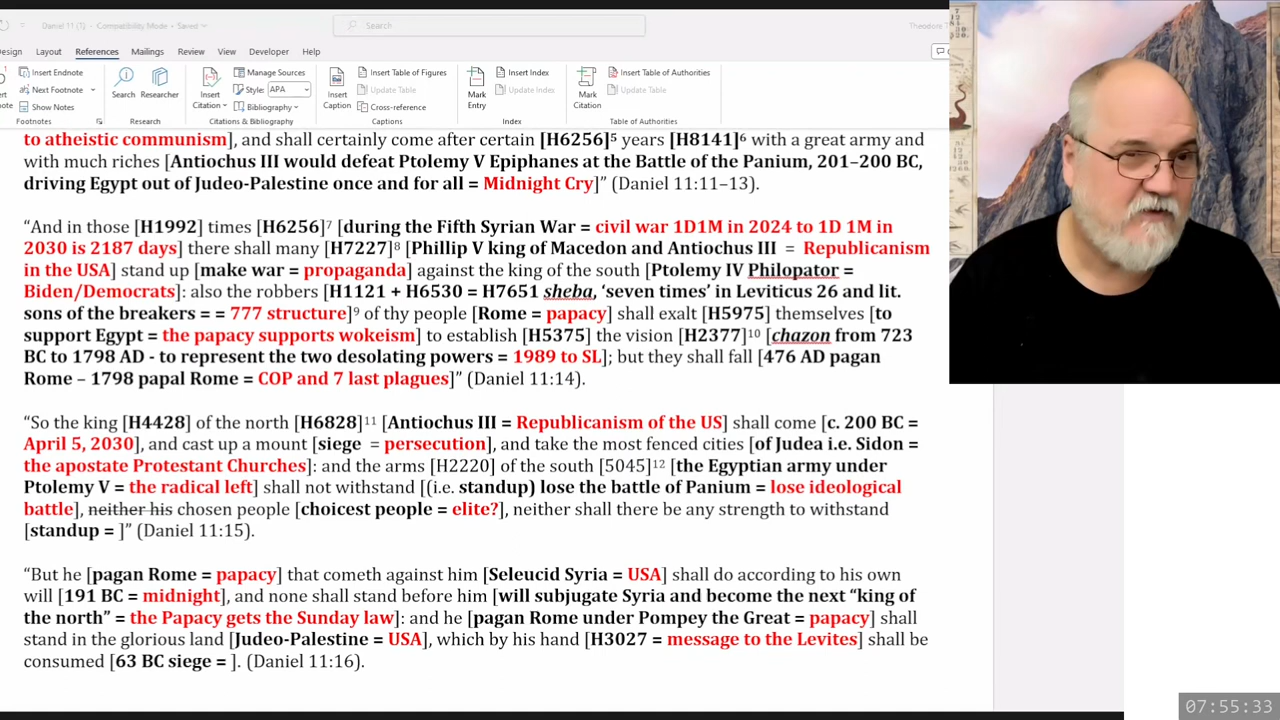 Daniel 11 (1) - Compatibility Mode - Saved
Search
Theodore T
esign Layout References Mailings Review View Developer Help
Insert Endnote
Next Footnote
Show Notes
Footnotes
Search
Researcher
Research
Insert Citation
Manage Sources
Style: APA
Bibliography
Citations & Bibliography
Insert Caption
Insert Table of Figures
Update Table
Cross-reference
Captions
Mark Entry
Insert Index
Update Index
Index
Mark Citation
Insert Table of Authorities
Update Table
Table of Authorities
to atheistic communism], and shall certainly come after certain [H6256]5 years [H8141]6 with a great army and
with much riches [Antiochus III would defeat Ptolemy V Epiphanes at the Battle of the Panium, 201–200 BC,
driving Egypt out of Judeo-Palestine once and for all = Midnight Cry]” (Daniel 11:11–13).
“And in those [H1992] times [H6256]7 [during the Fifth Syrian War = civil war 1D1M in 2024 to 1D 1M in
2030 is 2187 days] there shall many [H7227]8 [Phillip V king of Macedon and Antiochus III = Republicanism
in the USA] stand up [make war = propaganda] against the king of the south [Ptolemy IV Philopator =
Biden/Democrats]: also the robbers [H1121 + H6530 = H7651 sheba, ‘seven times’ in Leviticus 26 and lit.
sons of the breakers = = 777 structure]9 of thy people [Rome = papacy] shall exalt [H5975] themselves [to
support Egypt = the papacy supports wokeism] to establish [H5375] the vision [H2377]10 [chazon from 723
BC to 1798 AD - to represent the two desolating powers = 1989 to SL]; but they shall fall [476 AD pagan
Rome – 1798 papal Rome = COP and 7 last plagues]” (Daniel 11:14).
“So the king [H4428] of the north [H6828]11 [Antiochus III = Republicanism of the US] shall come [c. 200 BC =
April 5, 2030], and cast up a mount [siege = persecution], and take the most fenced cities [of Judea i.e. Sidon =
the apostate Protestant Churches]: and the arms [H2220] of the south [5045]12 [the Egyptian army under
Ptolemy V = the radical left] shall not withstand [(i.e. standup) lose the battle of Panium = lose ideological
battle], neither his chosen people [choicest people = elite?], neither shall there be any strength to withstand
[standup = ]” (Daniel 11:15).
“But he [pagan Rome = papacy] that cometh against him [Seleucid Syria = USA] shall do according to his own
will [191 BC = midnight], and none shall stand before him [will subjugate Syria and become the next “king of
the north” = the Papacy gets the Sunday law]: and he [pagan Rome under Pompey the Great = papacy] shall
stand in the glorious land [Judeo-Palestine = USA], which by his hand [H3027 = message to the Levites] shall be
consumed [63 BC siege = ]. (Daniel 11:16).
07:55:33